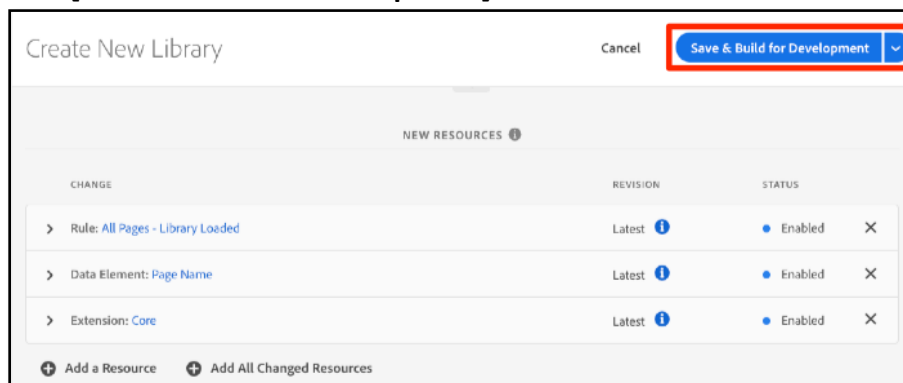 Create New Library Cancel Save & Build for Development
NEW RESOURCES
CHANGE REVISION STATUS
Rule: All Pages - Library Loaded Latest Enabled
Data Element: Page Name Latest Enabled
Extension: Core Latest Enabled
Add a Resource Add All Changed Resources